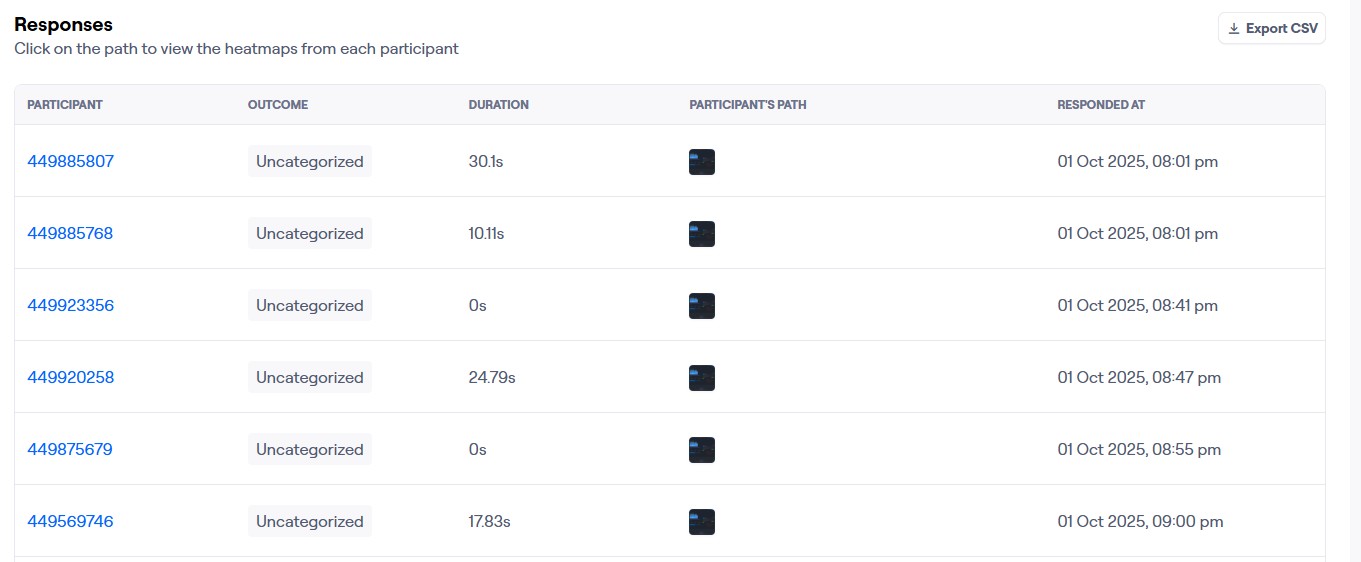 Responses
Click on the path to view the heatmaps from each participant
Export CSV
PARTICIPANT OUTCOME DURATION PARTICIPANT'S PATH RESPONDED AT
449885807 Uncategorized 30.1s 01 Oct 2025, 08:01 pm
449885768 Uncategorized 10.11s 01 Oct 2025, 08:01 pm
449923356 Uncategorized 0s 01 Oct 2025, 08:41 pm
449920258 Uncategorized 24.79s 01 Oct 2025, 08:47 pm
449875679 Uncategorized 0s 01 Oct 2025, 08:55 pm
449569746 Uncategorized 17.83s 01 Oct 2025, 09:00 pm